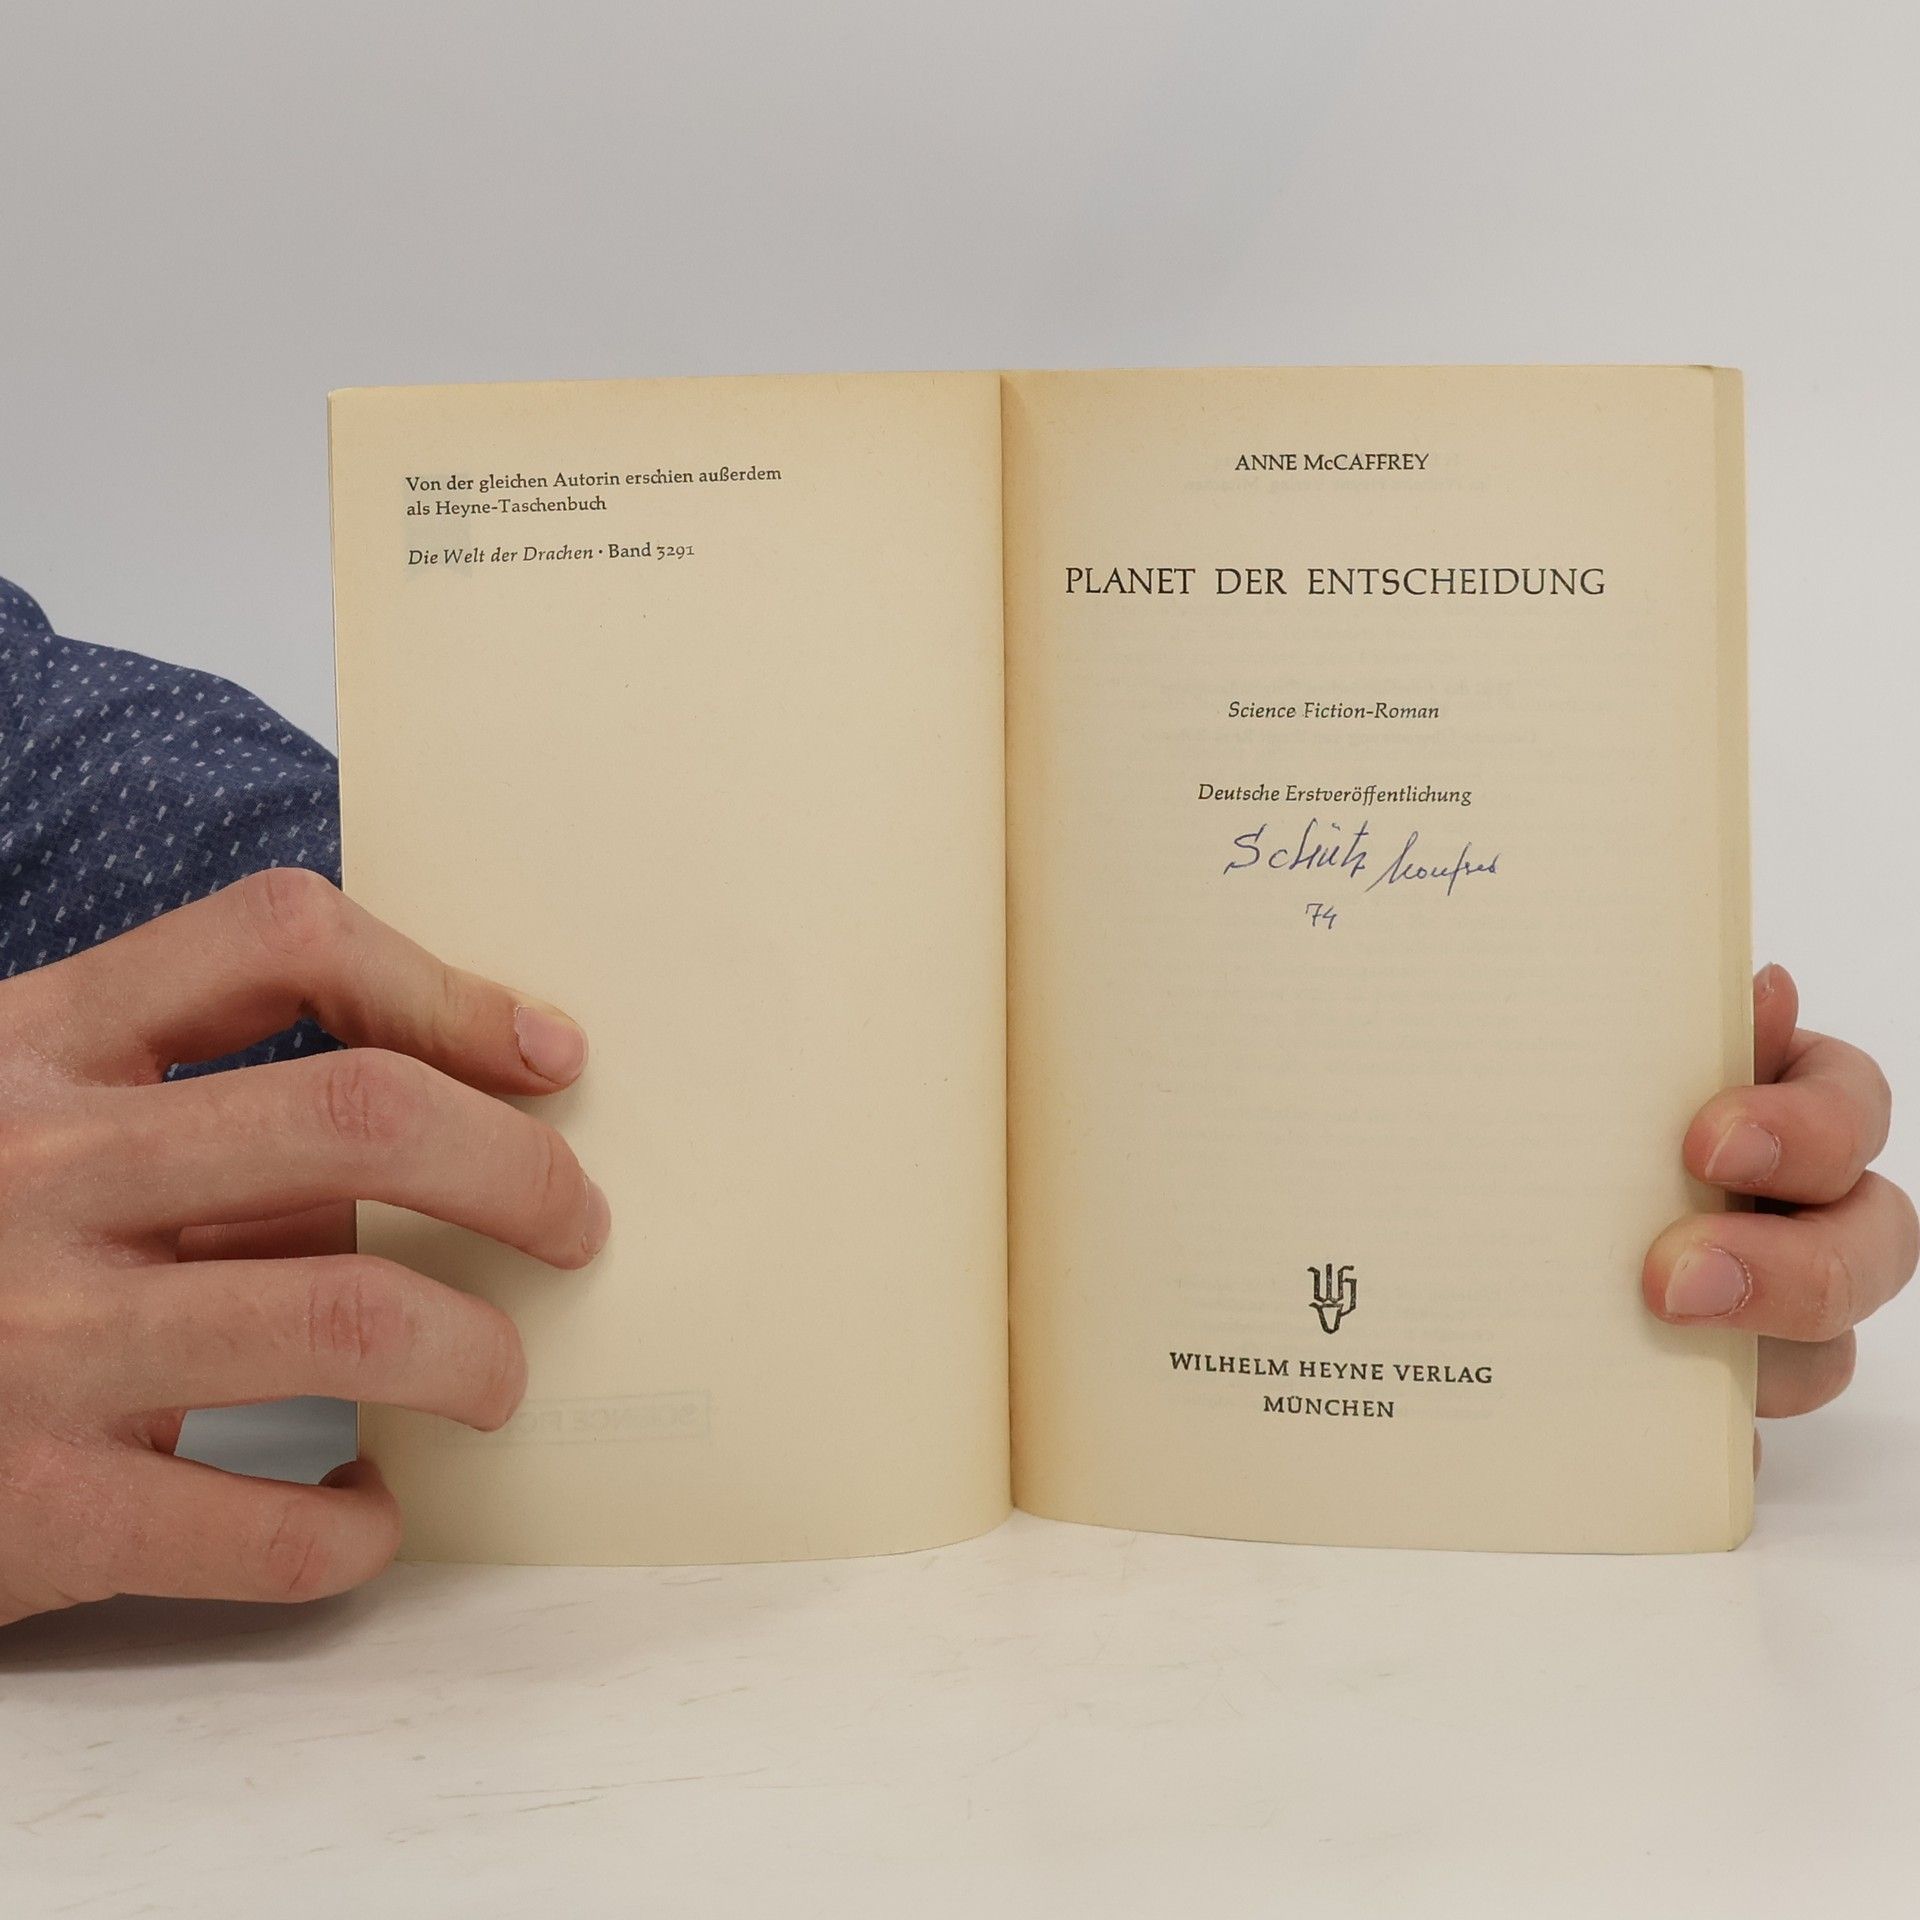 Von der gleichen Autorin erschien außerdem
als Heyne-Taschenbuch
Die Welt der Drachen • Band 3291
ANNE McCAFFREY
PLANET DER ENTSCHEIDUNG
Science Fiction-Roman
Deutsche Erstveröffentlichung
Schütz Manfred
74
WILHELM HEYNE VERLAG
MÜNCHEN